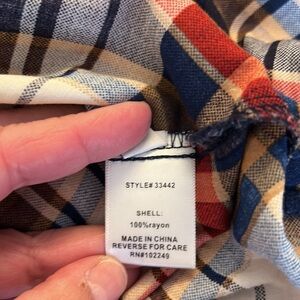 STYLE# 33442
SHELL:
100%rayon
MADE IN CHINA
REVERSE FOR CARE
RN#102249